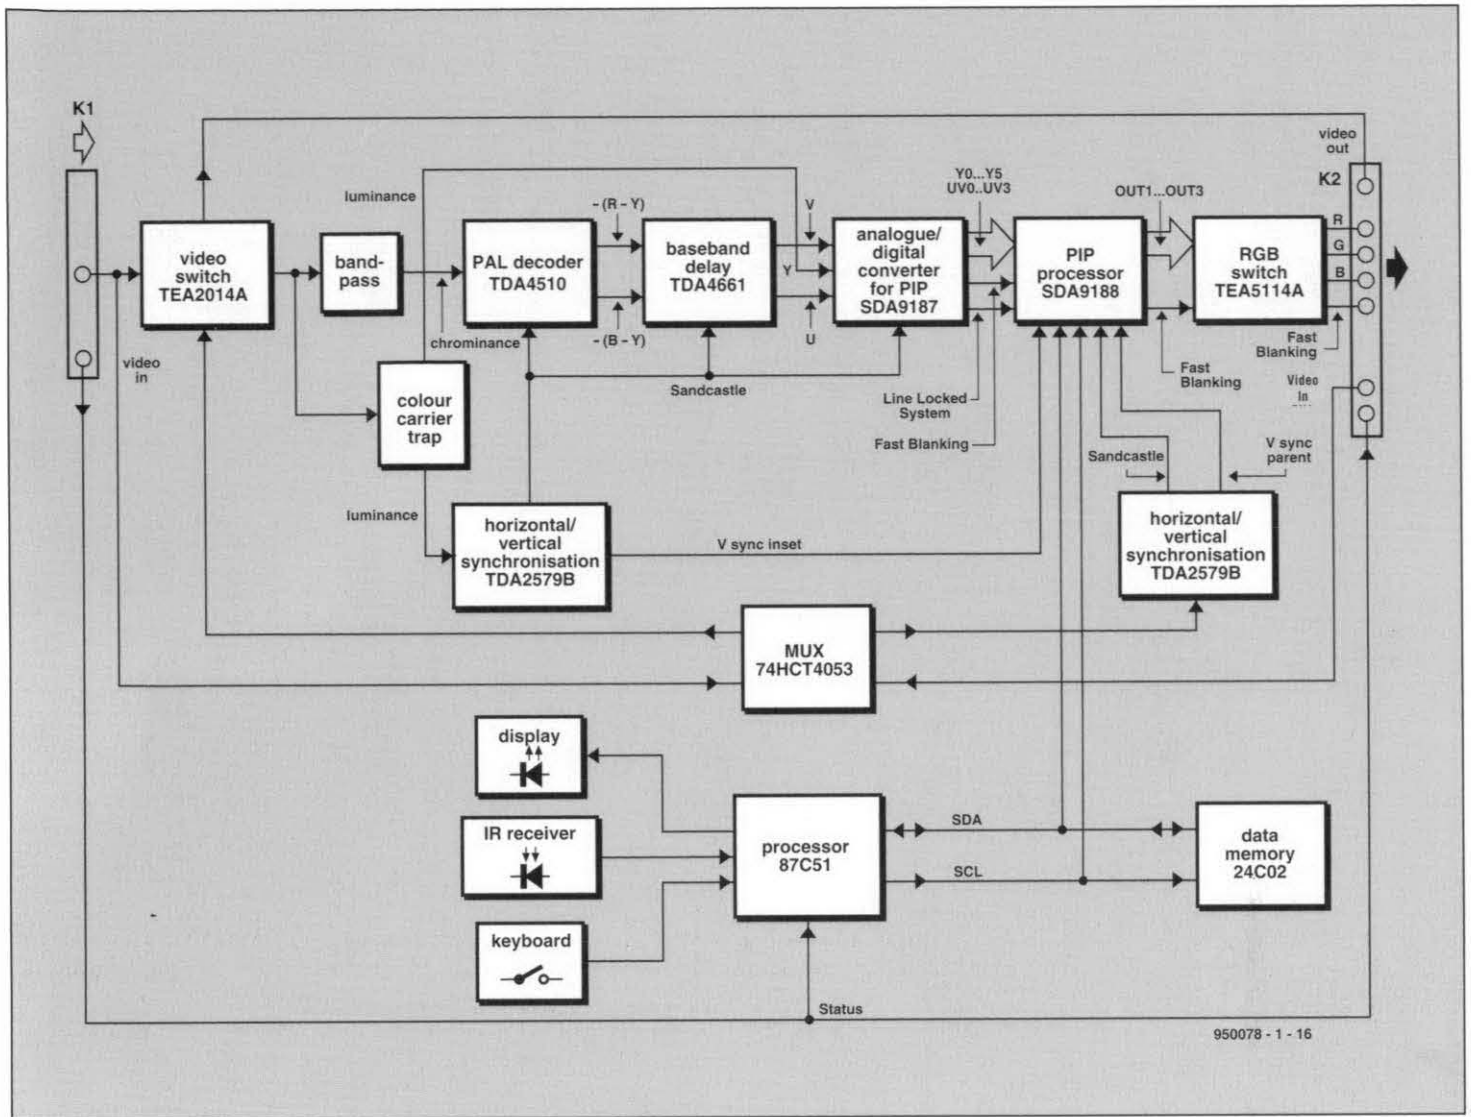 K1
video
out
K2
luminance
Y0...Y5
UV0..UV3
OUT1...OUT3
- (R - Y)
V
R
G
B
video
switch
TEA2014A
band-
pass
PAL decoder
TDA4510
baseband
delay
TDA4661
Y
analogue/
digital
converter
for PIP
SDA9187
PIP
processor
SDA9188
RGB
switch
TEA5114A
chrominance
- (B - Y)
U
video
in
Sandcastle
Line Locked
System
Fast Blanking
Fast
Blanking
Fast
Blanking
Video
In
colour
carrier
trap
Sandcastle
V sync
parent
luminance
horizontal/
vertical
synchronisation
TDA2579B
V sync inset
horizontal/
vertical
synchronisation
TDA2579B
MUX
74HCT4053
display
IR receiver
keyboard
processor
87C51
SDA
SCL
data
memory
24C02
Status
950078 - 1 - 16